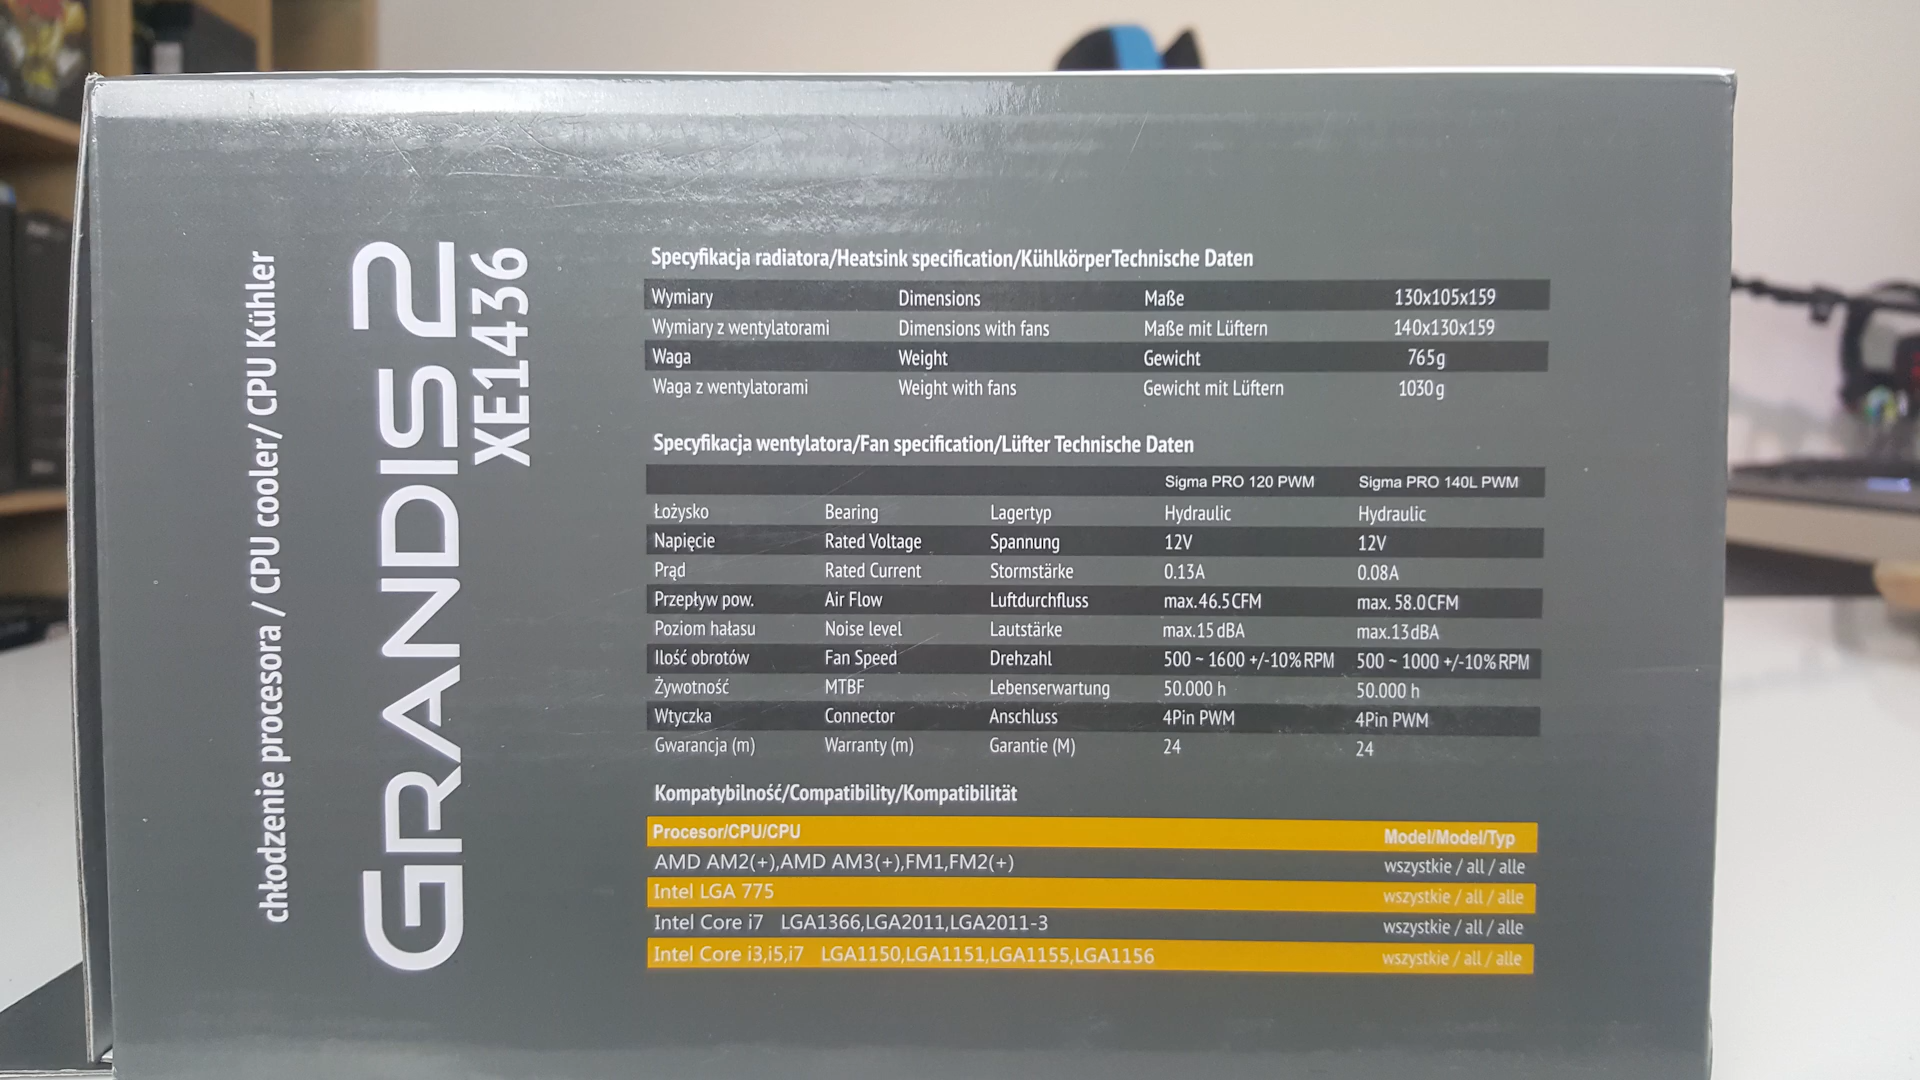 chłodzenie procesora / CPU cooler/ CPU Kühler
GRANDIS 2
XE1436
Specyfikacja radiatora/Heatsink specification/KühlkörperTechnische Daten
Wymiary Dimensions Maße 130x105x159
Wymiary z wentylatorami Dimensions with fans Maße mit Lüftern 140x130x159
Waga Weight Gewicht 765g
Waga z wentylatorami Weight with fans Gewicht mit Lüftern 1030g
Specyfikacja wentylatora/Fan specification/Lüfter Technische Daten
Sigma PRO 120 PWM Sigma PRO 140L PWM
Łożysko Bearing Lagertyp Hydraulic Hydraulic
Napięcie Rated Voltage Spannung 12V 12V
Prąd Rated Current Stormstärke 0.13A 0.08A
Przepływ pow. Air Flow Luftdurchfluss max.46.5CFM max. 58.0CFM
Poziom hałasu Noise level Lautstärke max.15dBA max.13dBA
Ilość obrotów Fan Speed Drehzahl 500 ~ 1600 +/-10%RPM 500 ~ 1000 +/-10%RPM
Żywotność MTBF Lebenserwartung 50.000 h 50.000 h
Wtyczka Connector Anschluss 4Pin PWM 4Pin PWM
Gwarancja (m) Warranty (m) Garantie (M) 24 24
Kompatybilność/Compatibility/Kompatibilität
Procesor/CPU/CPU Model/Model/Typ
AMD AM2(+),AMD AM3(+),FM1,FM2(+) wszystkie / all / alle
Intel LGA 775 wszystkie / all / alle
Intel Core i7 LGA1366,LGA2011,LGA2011-3 wszystkie / all / alle
Intel Core i3,i5,i7 LGA1150,LGA1151,LGA1155,LGA1156 wszystkie / all / alle